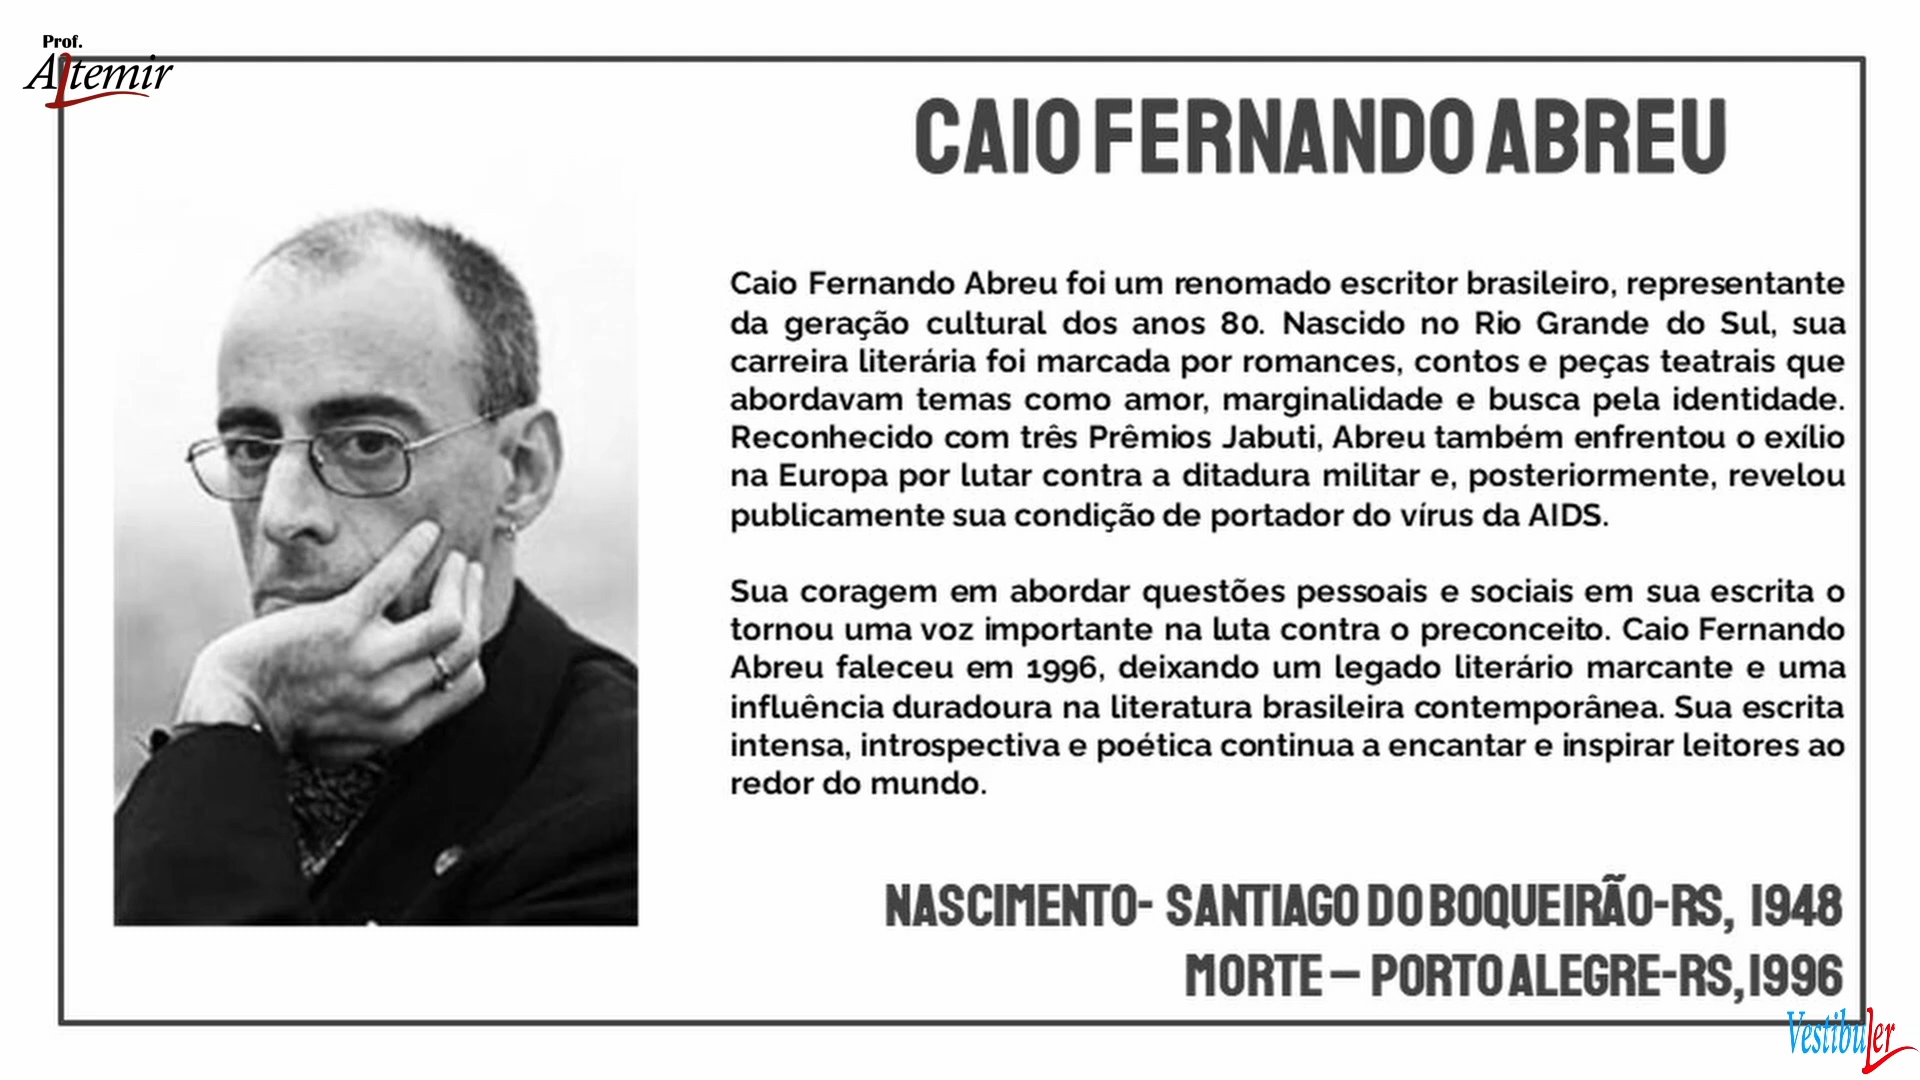 Prof.
Altemir
CAIO FERNANDO ABREU
Caio Fernando Abreu foi um renomado escritor brasileiro, representante
da geração cultural dos anos 80. Nascido no Rio Grande do Sul, sua
carreira literária foi marcada por romances, contos e peças teatrais que
abordavam temas como amor, marginalidade e busca pela identidade.
Reconhecido com três Prêmios Jabuti, Abreu também enfrentou o exílio
na Europa por lutar contra a ditadura militar e, posteriormente, revelou
publicamente sua condição de portador do vírus da AIDS.
Sua coragem em abordar questões pessoais e sociais em sua escrita o
tornou uma voz importante na luta contra o preconceito. Caio Fernando
Abreu faleceu em 1996, deixando um legado literário marcante e uma
influência duradoura na literatura brasileira contemporânea. Sua escrita
intensa, introspectiva e poética continua a encantar e inspirar leitores ao
redor do mundo.
NASCIMENTO- SANTIAGO DO BOQUEIRÃO-RS, 1948
MORTE – PORTO ALEGRE-RS,1996
VestibuLer